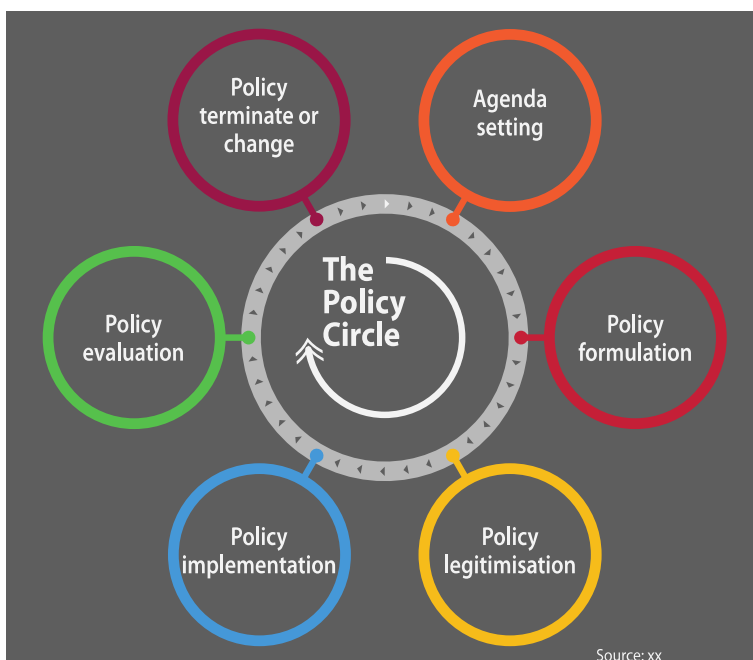 The
Policy
Circle
Agenda
setting
Policy
formulation
Policy
legitimisation
Policy
implementation
Policy
evaluation
Policy
terminate or
change
Source: xx